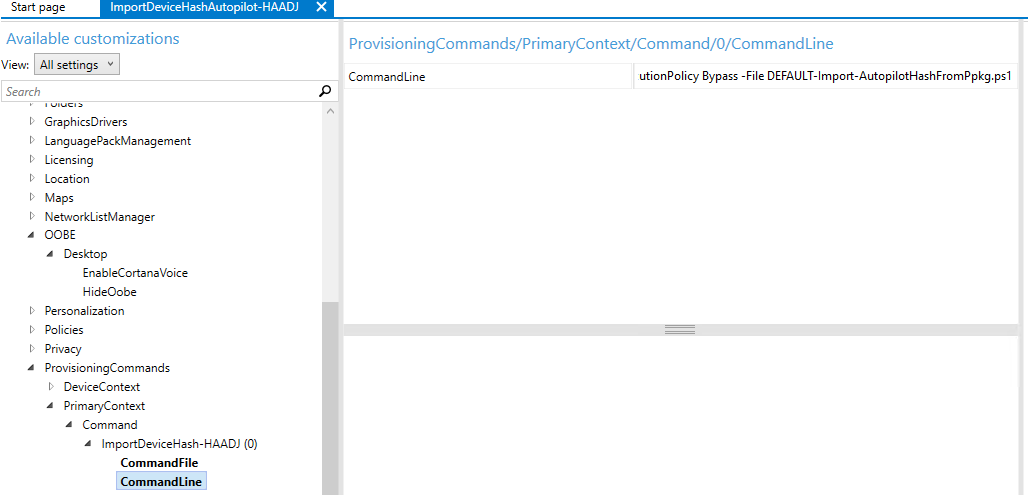 Start page
ImportDeviceHashAutopilot-HAADJ
Available customizations
View: All settings
Search
Folders
GraphicsDrivers
LanguagePackManagement
Licensing
Location
Maps
NetworkListManager
OOBE
Desktop
EnableCortanaVoice
HideOobe
Personalization
Policies
Privacy
ProvisioningCommands
DeviceContext
PrimaryContext
Command
ImportDeviceHash-HAADJ (0)
CommandFile
CommandLine
ProvisioningCommands/PrimaryContext/Command/0/CommandLine
CommandLine utionPolicy Bypass -File DEFAULT-Import-AutopilotHashFromPpkg.ps1